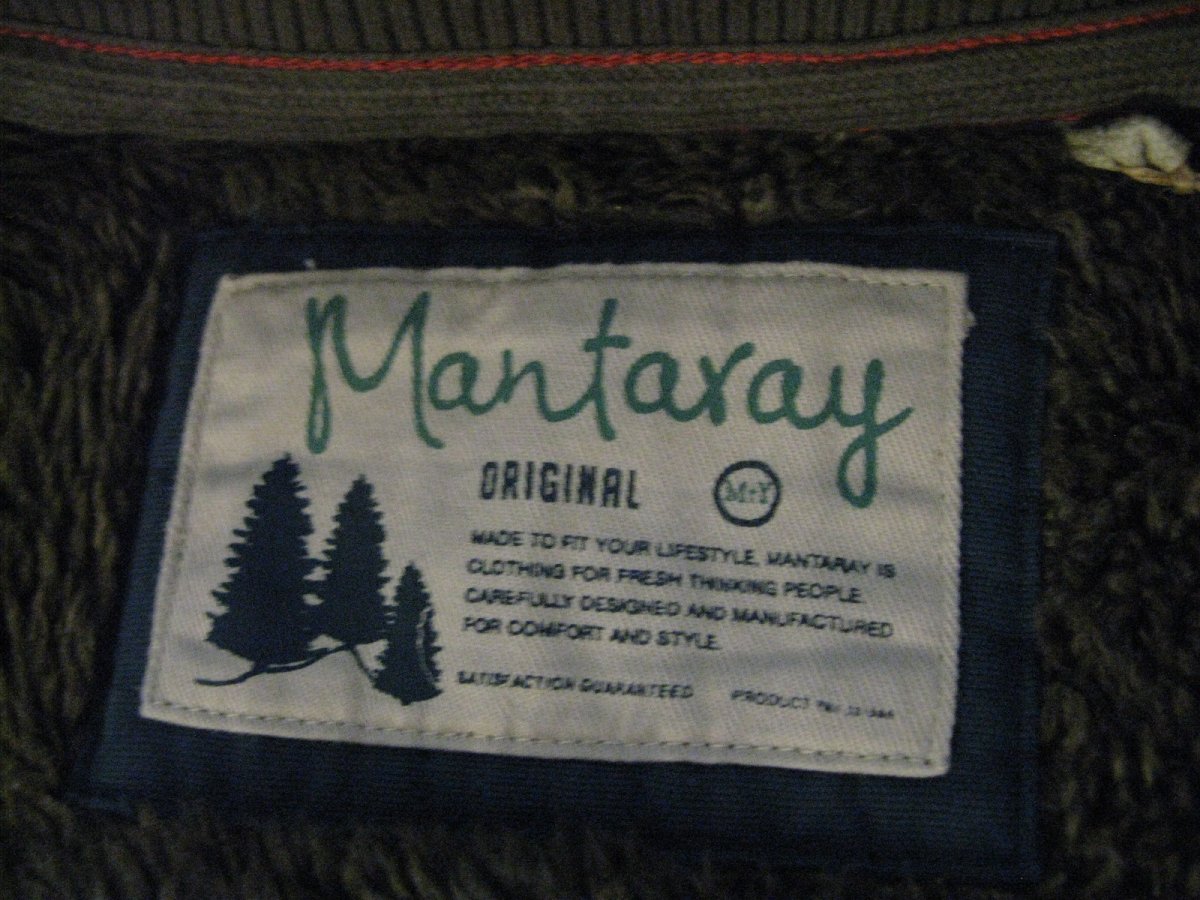 Mantaray
ORIGINAL
M+Y
MADE TO FIT YOUR LIFESTYLE. MANTARAY IS
CLOTHING FOR FRESH THINKING PEOPLE.
CAREFULLY DESIGNED AND MANUFACTURED
FOR COMFORT AND STYLE.
SATISFACTION GUARANTEED
PRODUCT